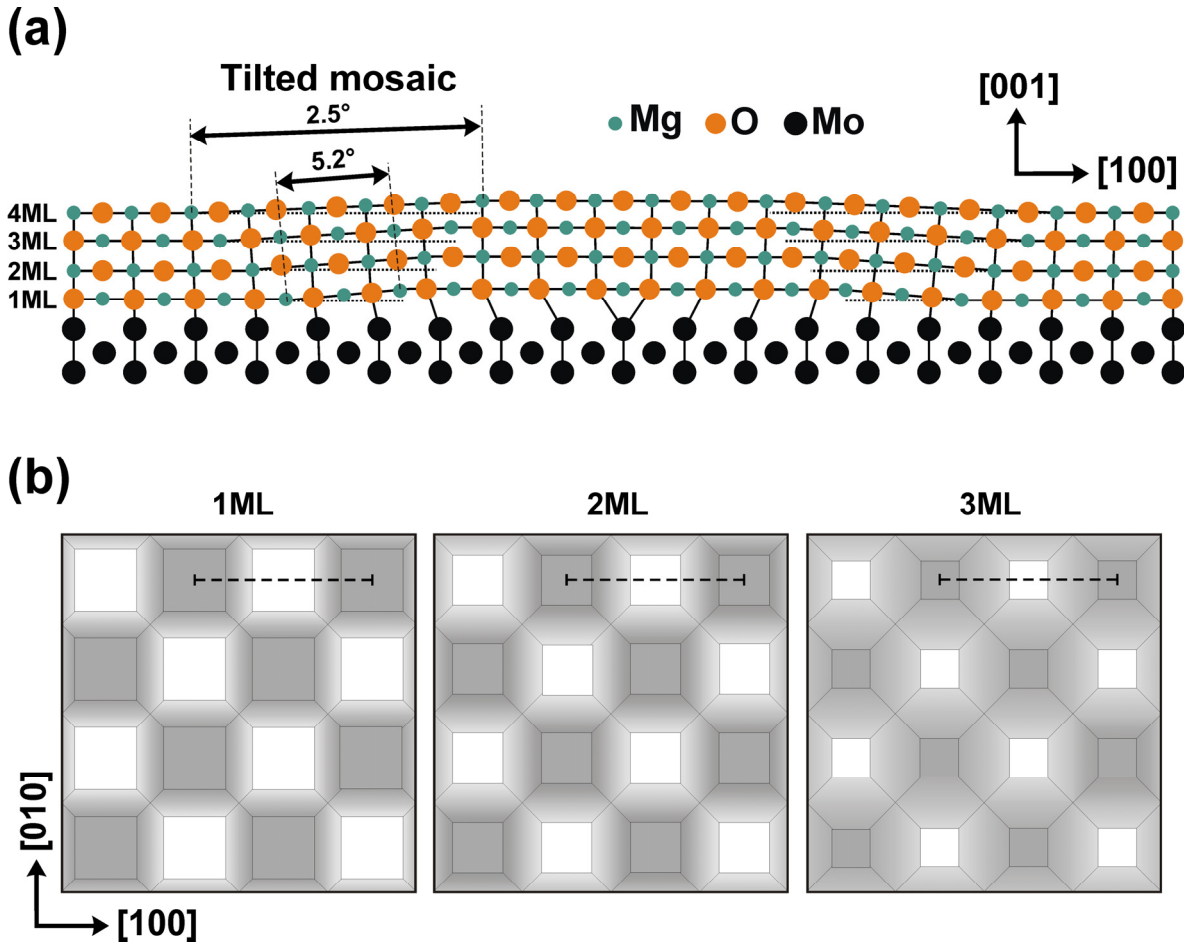 (a)
Tilted mosaic
2.5°
5.2°
Mg O Mo
[001]
[100]
4ML
3ML
2ML
1ML
(b)
1ML 2ML 3ML
[010]
[100]